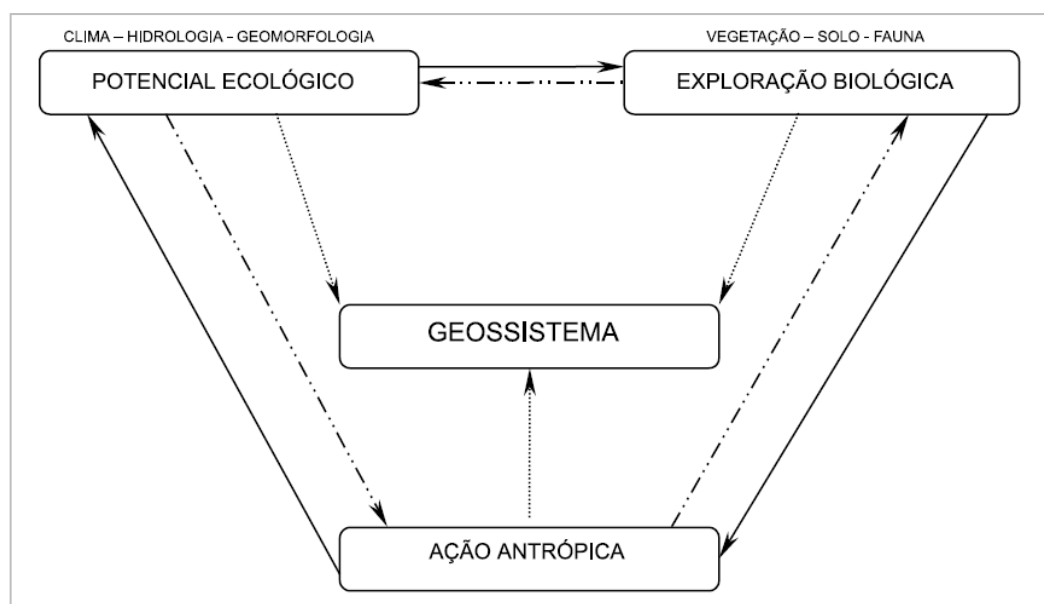 CLIMA – HIDROLOGIA - GEOMORFOLOGIA
VEGETAÇÃO – SOLO - FAUNA
POTENCIAL ECOLÓGICO
EXPLORAÇÃO BIOLÓGICA
GEOSSISTEMA
AÇÃO ANTRÓPICA